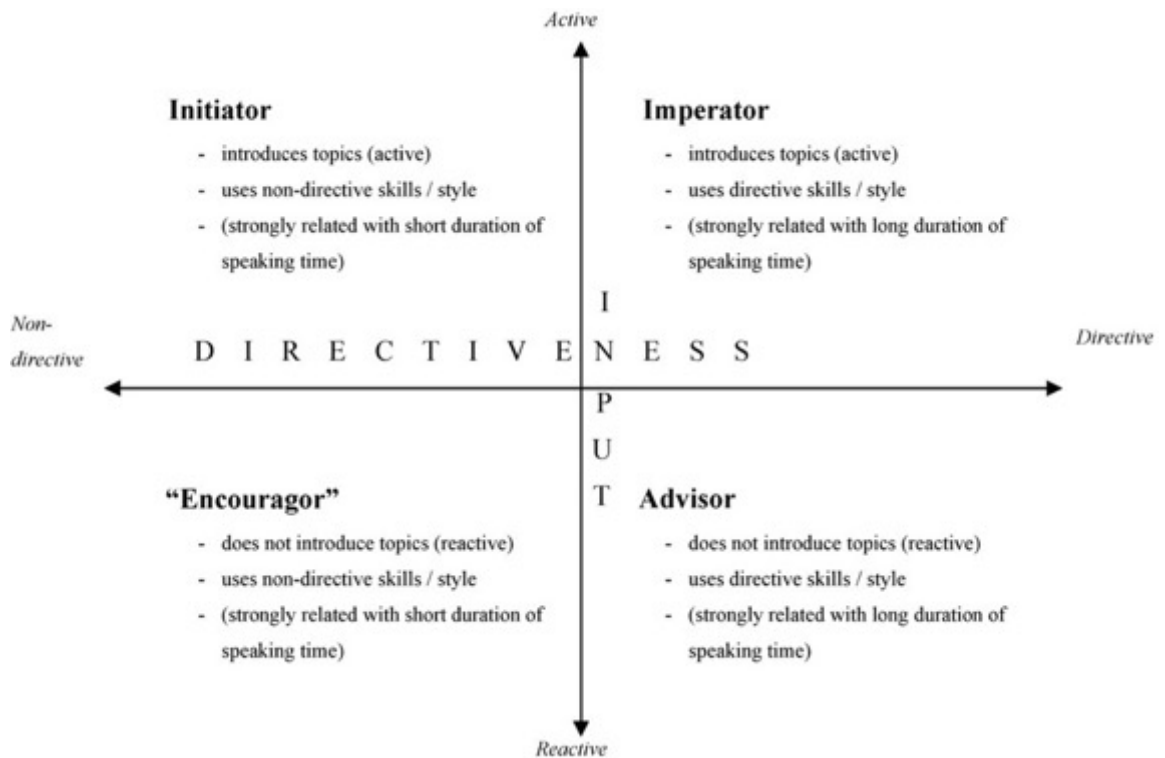 Active
Initiator
- introduces topics (active)
- uses non-directive skills / style
- (strongly related with short duration of
speaking time)
Imperator
- introduces topics (active)
- uses directive skills / style
- (strongly related with long duration of
speaking time)
Non-
directive
D I R E C T I V E N E S S
Directive
I N P U T
“Encouragor”
- does not introduce topics (reactive)
- uses non-directive skills / style
- (strongly related with short duration of
speaking time)
Advisor
- does not introduce topics (reactive)
- uses directive skills / style
- (strongly related with long duration of
speaking time)
Reactive